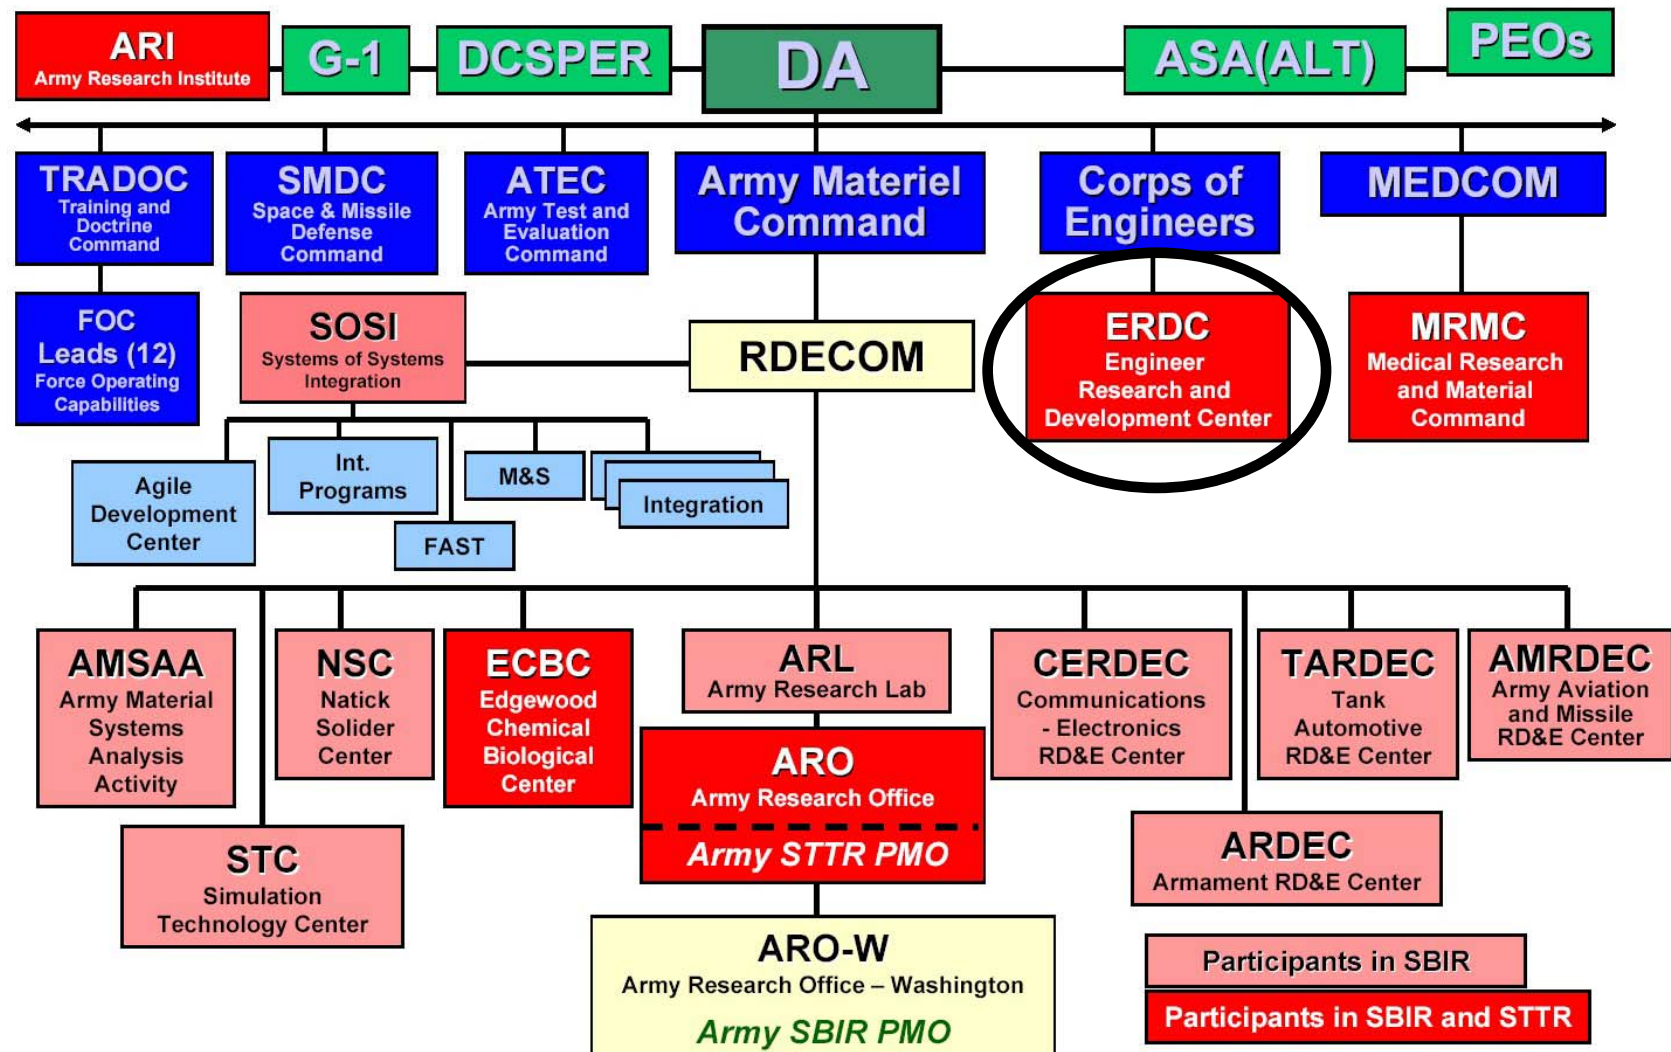 ARI
Army Research Institute
G-1
DCSPER
DA
ASA(ALT)
PEOs
TRADOC
Training and
Doctrine
Command
SMDC
Space & Missile
Defense
Command
ATEC
Army Test and
Evaluation
Command
Army Materiel
Command
Corps of
Engineers
MEDCOM
FOC
Leads (12)
Force Operating
Capabilities
SOSI
Systems of Systems
Integration
RDECOM
ERDC
Engineer
Research and
Development Center
MRMC
Medical Research
and Material
Command
Agile
Development
Center
Int.
Programs
FAST
M&S
Integration
AMSAA
Army Material
Systems
Analysis
Activity
NSC
Natick
Solider
Center
ECBC
Edgewood
Chemical
Biological
Center
ARL
Army Research Lab
CERDEC
Communications
- Electronics
RD&E Center
TARDEC
Tank
Automotive
RD&E Center
AMRDEC
Army Aviation
and Missile
RD&E Center
ARO
Army Research Office
Army STTR PMO
STC
Simulation
Technology Center
ARDEC
Armament RD&E Center
ARO-W
Army Research Office – Washington
Army SBIR PMO
Participants in SBIR
Participants in SBIR and STTR